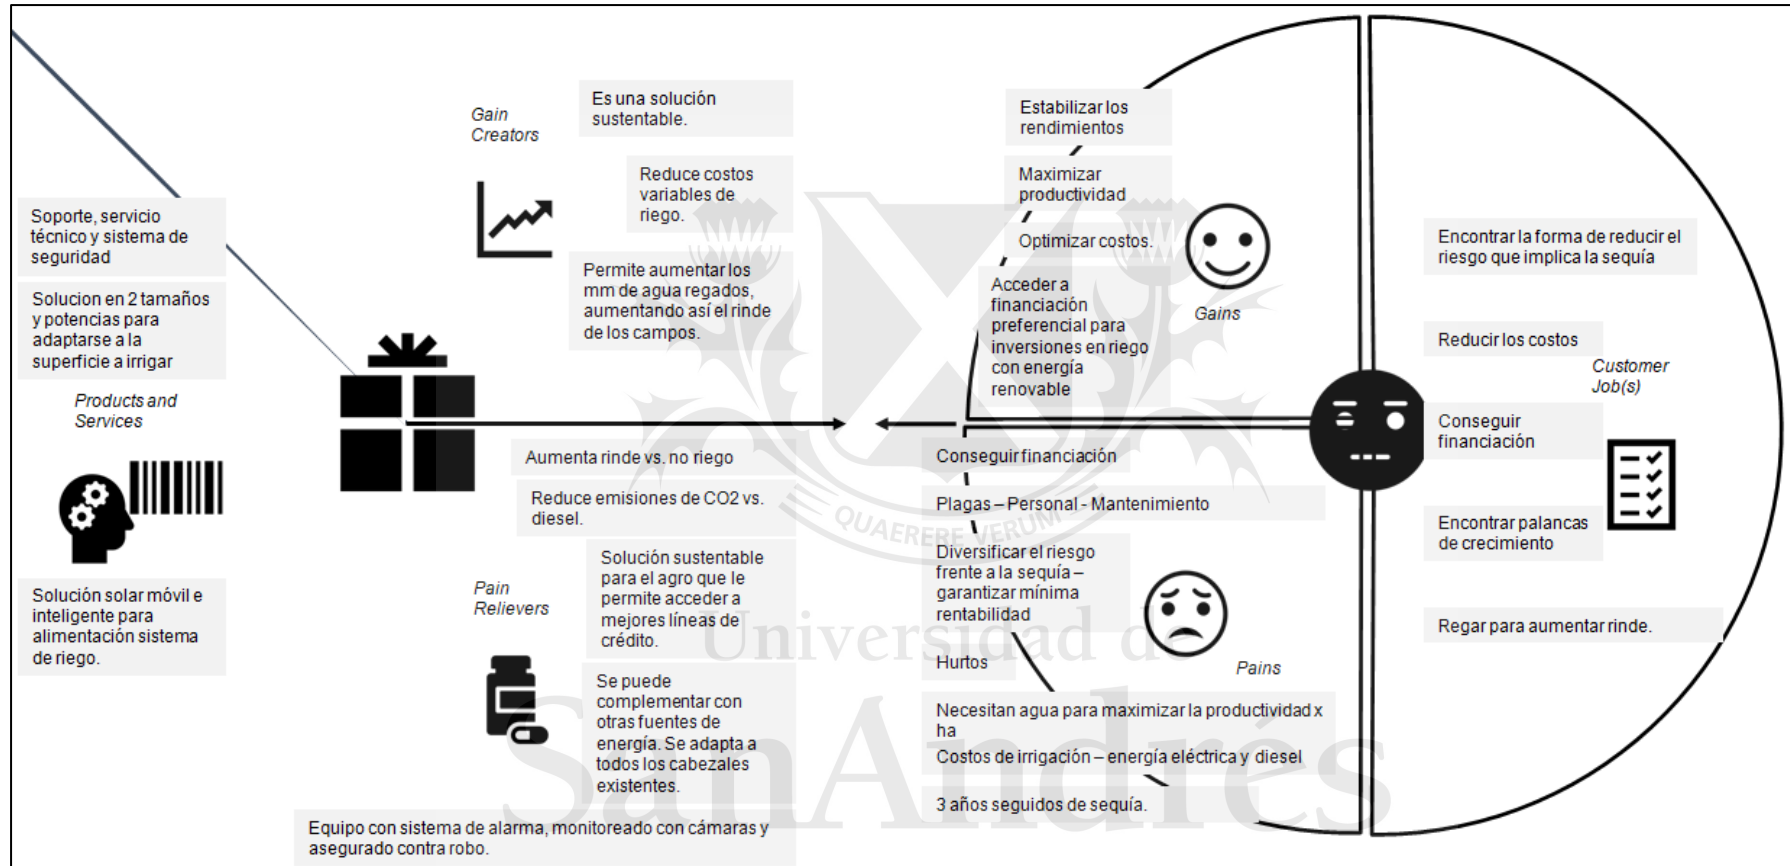 Gain
Creators
Es una solución
sustentable.
Reduce costos
variables de
riego.
Permite aumentar los
mm de agua regados,
aumentando así el rinde
de los campos.
Soporte, servicio
técnico y sistema de
seguridad
Solucion en 2 tamaños
y potencias para
adaptarse a la
superficie a irrigar
Products and
Services
Solución solar móvil e
inteligente para
alimentación sistema
de riego.
Aumenta rinde vs. no riego
Reduce emisiones de CO2 vs.
diesel.
Pain
Relievers
Solución sustentable
para el agro que le
permite acceder a
mejores líneas de
crédito.
Se puede
complementar con
otras fuentes de
energía. Se adapta a
todos los cabezales
existentes.
Equipo con sistema de alarma, monitoreado con cámaras y
asegurado contra robo.
Estabilizar los
rendimientos
Maximizar
productividad
Optimizar costos.
Acceder a
financiación
preferencial para
inversiones en riego
con energía
renovable
Gains
Conseguir financiación
Plagas – Personal - Mantenimiento
Diversificar el riesgo
frente a la sequía –
garantizar mínima
rentabilidad
Hurtos
Pains
Necesitan agua para maximizar la productividad x
ha
Costos de irrigación – energía eléctrica y diesel
3 años seguidos de sequía.
Encontrar la forma de reducir el
riesgo que implica la sequía
Reducir los costos
Customer
Job(s)
Conseguir
financiación
Encontrar palancas
de crecimiento
Regar para aumentar rinde.
QUAERERE VERUM
Universidad de
SanAndrés